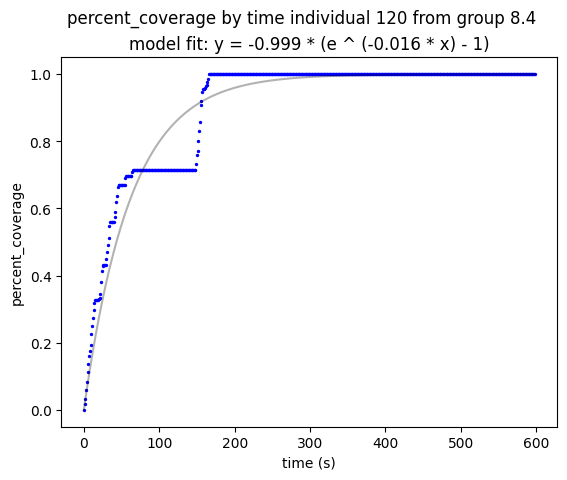 percent_coverage by time individual 120 from group 8.4
model fit: y = -0.999 * (e ^ (-0.016 * x) - 1)
1.0
0.8
0.6
0.4
0.2
0.0
percent_coverage
0 100 200 300 400 500 600
time (s)